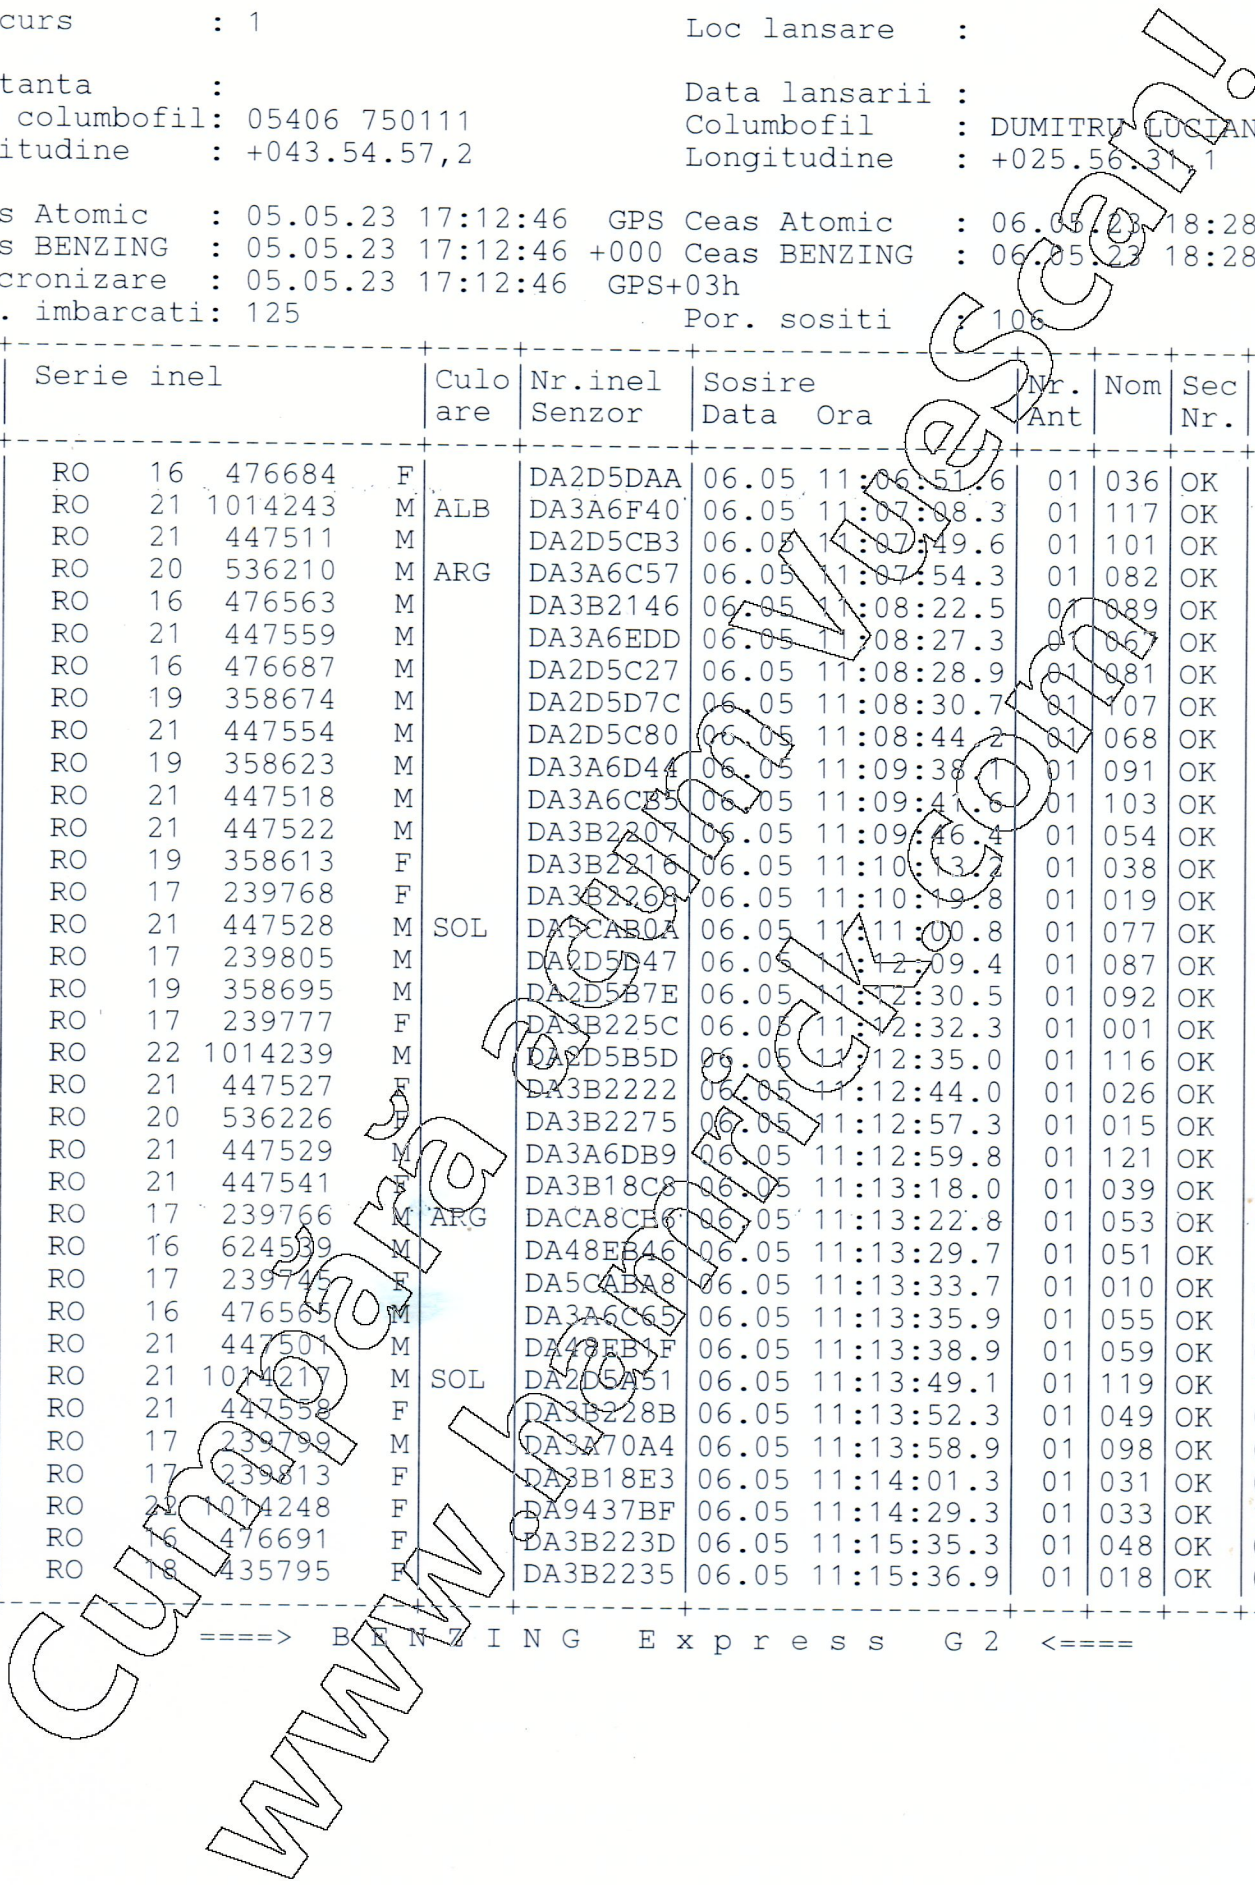 curs : 1 Loc lansare :
tanta : Data lansarii :
columbofil: 05406 750111 Columbofil : DUMITRU LUCIAN
itudine : +043.54.57,2 Longitudine : +025.56.31,1
s Atomic : 05.05.23 17:12:46 GPS Ceas Atomic : 06.05.23 18:28
s BENZING : 05.05.23 17:12:46 +000 Ceas BENZING : 06.05.23 18:28
cronizare : 05.05.23 17:12:46 GPS+03h
. imbarcati: 125 Por. sositi : 106
Serie inel |Culo|Nr.inel |Sosire |Nr.|Nom|Sec|
|are |Senzor |Data Ora |Ant| |Nr.|
RO 16 476684 F| |DA2D5DAA|06.05 11:06:51.6| 01|036|OK
RO 21 1014243 M|ALB |DA3A6F40|06.05 11:07:08.3| 01|117|OK
RO 21 447511 M| |DA2D5CB3|06.05 11:07:49.6| 01|101|OK
RO 20 536210 M|ARG |DA3A6C57|06.05 11:07:54.3| 01|082|OK
RO 16 476563 M| |DA3B2146|06.05 11:08:22.5| 01|089|OK
RO 21 447559 M| |DA3A6EDD|06.05 11:08:27.3| 01|067|OK
RO 16 476687 M| |DA2D5C27|06.05 11:08:28.9| 01|081|OK
RO 19 358674 M| |DA2D5D7C|06.05 11:08:30.7| 01|107|OK
RO 21 447554 M| |DA2D5C80|06.05 11:08:44.2| 01|068|OK
RO 19 358623 M| |DA3A6D44|06.05 11:09:38.1| 01|091|OK
RO 21 447518 M| |DA3A6CB5|06.05 11:09:41.6| 01|103|OK
RO 21 447522 M| |DA3B2207|06.05 11:09:46.4| 01|054|OK
RO 19 358613 F| |DA3B2216|06.05 11:10:13.2| 01|038|OK
RO 17 239768 F| |DA3B2268|06.05 11:10:19.8| 01|019|OK
RO 21 447528 M|SOL |DA5CAB0A|06.05 11:11:00.8| 01|077|OK
RO 17 239805 M| |DA2D5D47|06.05 11:12:09.4| 01|087|OK
RO 19 358695 M| |DA2D5B7E|06.05 11:12:30.5| 01|092|OK
RO 17 239777 F| |DA3B225C|06.05 11:12:32.3| 01|001|OK
RO 22 1014239 M| |DA2D5B5D|06.05 11:12:35.0| 01|116|OK
RO 21 447527 F| |DA3B2222|06.05 11:12:44.0| 01|026|OK
RO 20 536226 F| |DA3B2275|06.05 11:12:57.3| 01|015|OK
RO 21 447529 M| |DA3A6DB9|06.05 11:12:59.8| 01|121|OK
RO 21 447541 F| |DA3B18C8|06.05 11:13:18.0| 01|039|OK
RO 17 239766 M|ARG |DACA8CE6|06.05 11:13:22.8| 01|053|OK
RO 16 624539 M| |DA48EB46|06.05 11:13:29.7| 01|051|OK
RO 17 239745 F| |DA5CABA8|06.05 11:13:33.7| 01|010|OK
RO 16 476565 M| |DA3A6C65|06.05 11:13:35.9| 01|055|OK
RO 21 447501 M| |DA48EB1F|06.05 11:13:38.9| 01|059|OK
RO 21 1014217 M|SOL |DA2D5A51|06.05 11:13:49.1| 01|119|OK
RO 21 447558 F| |DA3B228B|06.05 11:13:52.3| 01|049|OK
RO 17 239799 M| |DA3A70A4|06.05 11:13:58.9| 01|098|OK
RO 17 239813 F| |DA3B18E3|06.05 11:14:01.3| 01|031|OK
RO 22 1014248 F| |DA9437BF|06.05 11:14:29.3| 01|033|OK
RO 16 476691 F| |DA3B223D|06.05 11:15:35.3| 01|048|OK
RO 18 435795 F| |DA3B2235|06.05 11:15:36.9| 01|018|OK
====> B E N Z I N G E x p r e s s G 2 <====
Cumpără acum VueScan!
www.hamrick.com